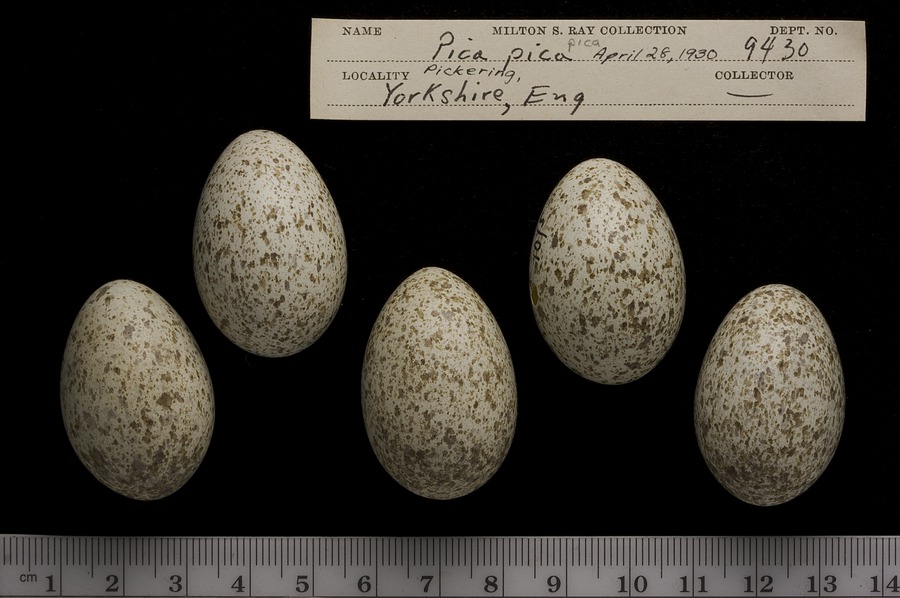 NAME MILTON S. RAY COLLECTION DEPT. NO.
Pica pica pica April 28, 1930 9430
LOCALITY Pickering, COLLECTOR
Yorkshire, Eng
cm 1 2 3 4 5 6 7 8 9 10 11 12 13 14